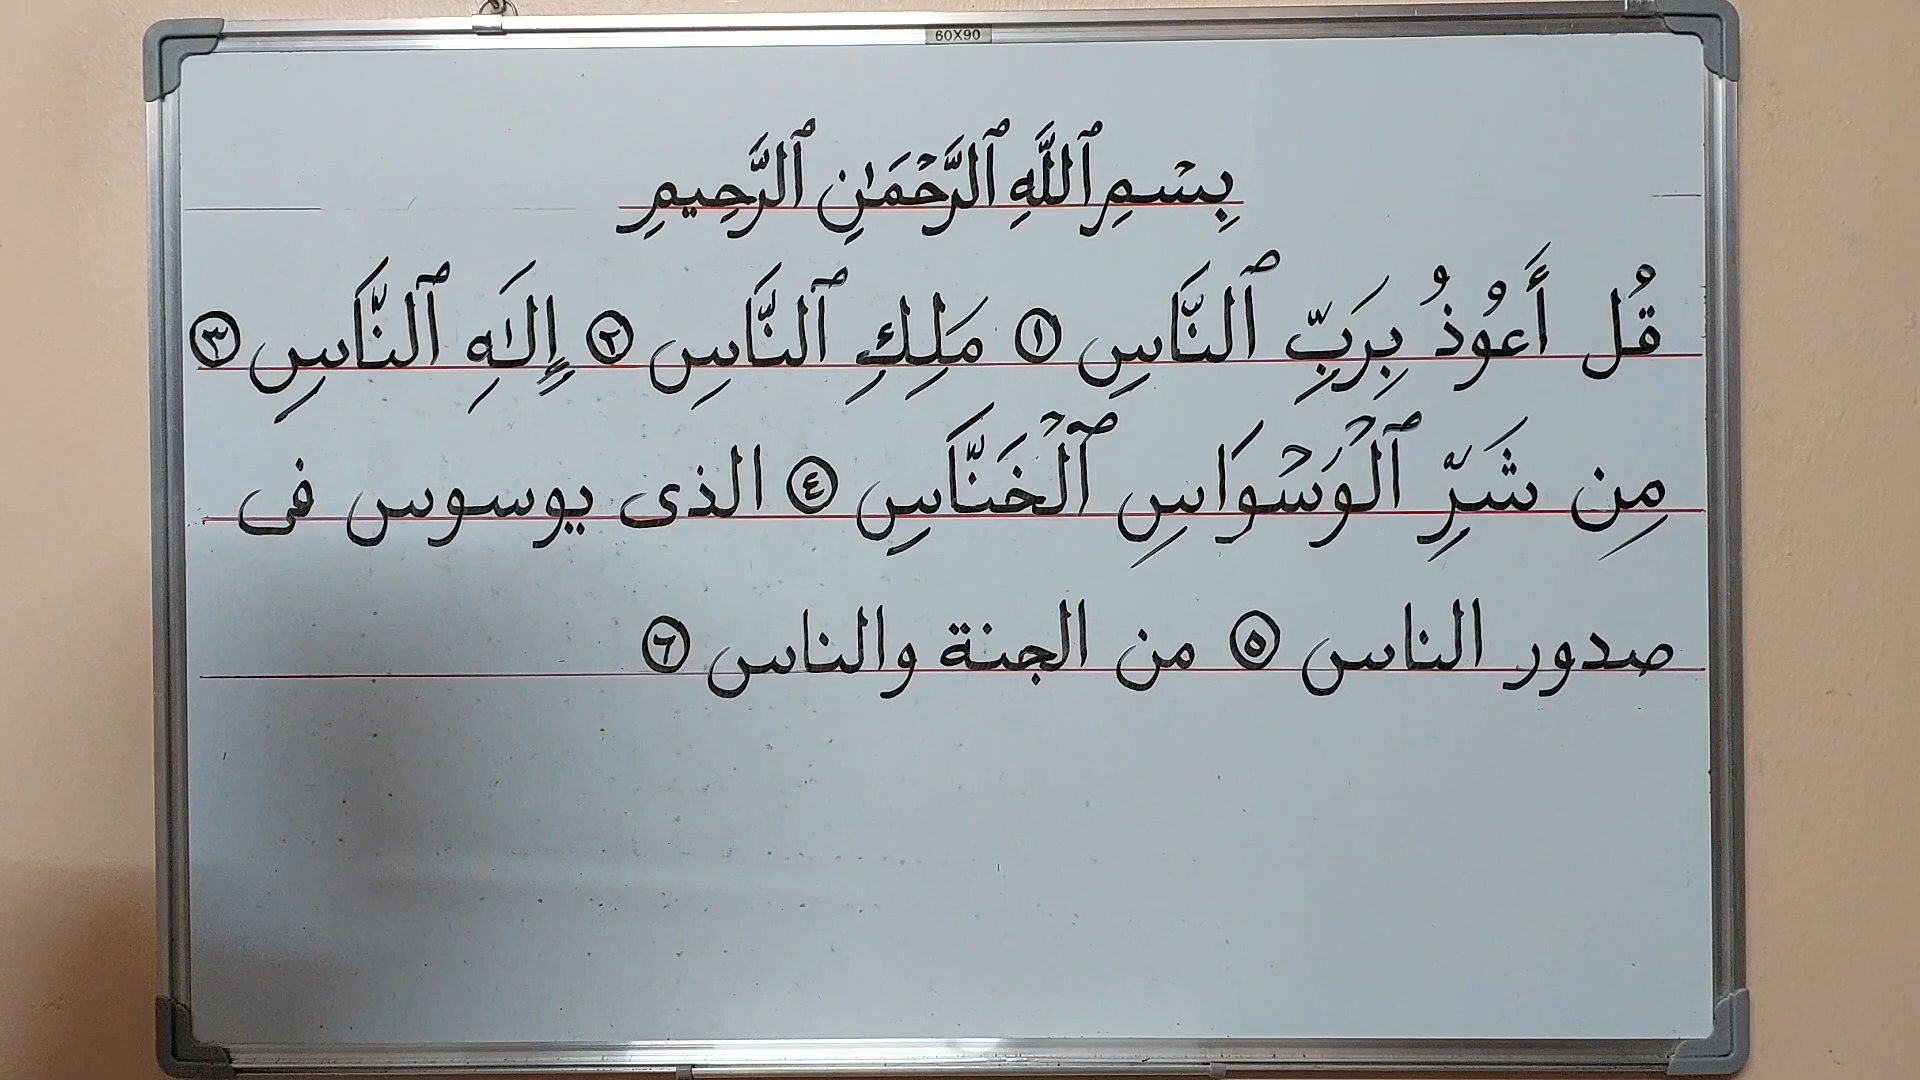 60X90
بِسۡمِ ٱللَّهِ ٱلرَّحۡمَـٰنِ ٱلرَّحِيمِ
قُلۡ أَعُوذُ بِرَبِّ ٱلنَّاسِ ١ مَلِكِ ٱلنَّاسِ ٢ إِلَـٰهِ ٱلنَّاسِ ٣
مِن شَرِّ ٱلۡوَسۡوَاسِ ٱلۡخَنَّاسِ ٤ الذى يوسوس فى
صدور الناس ٥ من الجنة والناس ٦